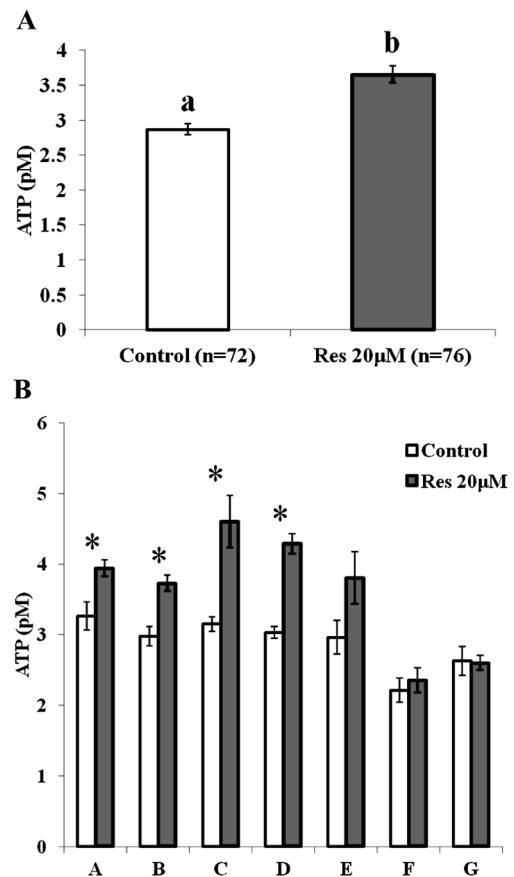 A
ATP (pM)
4
3.5
3
2.5
2
1.5
1
0.5
0
a
b
Control (n=72) Res 20μM (n=76)
B
ATP (pM)
6
5
4
3
2
1
0
Control
Res 20μM
* * * *
A B C D E F G